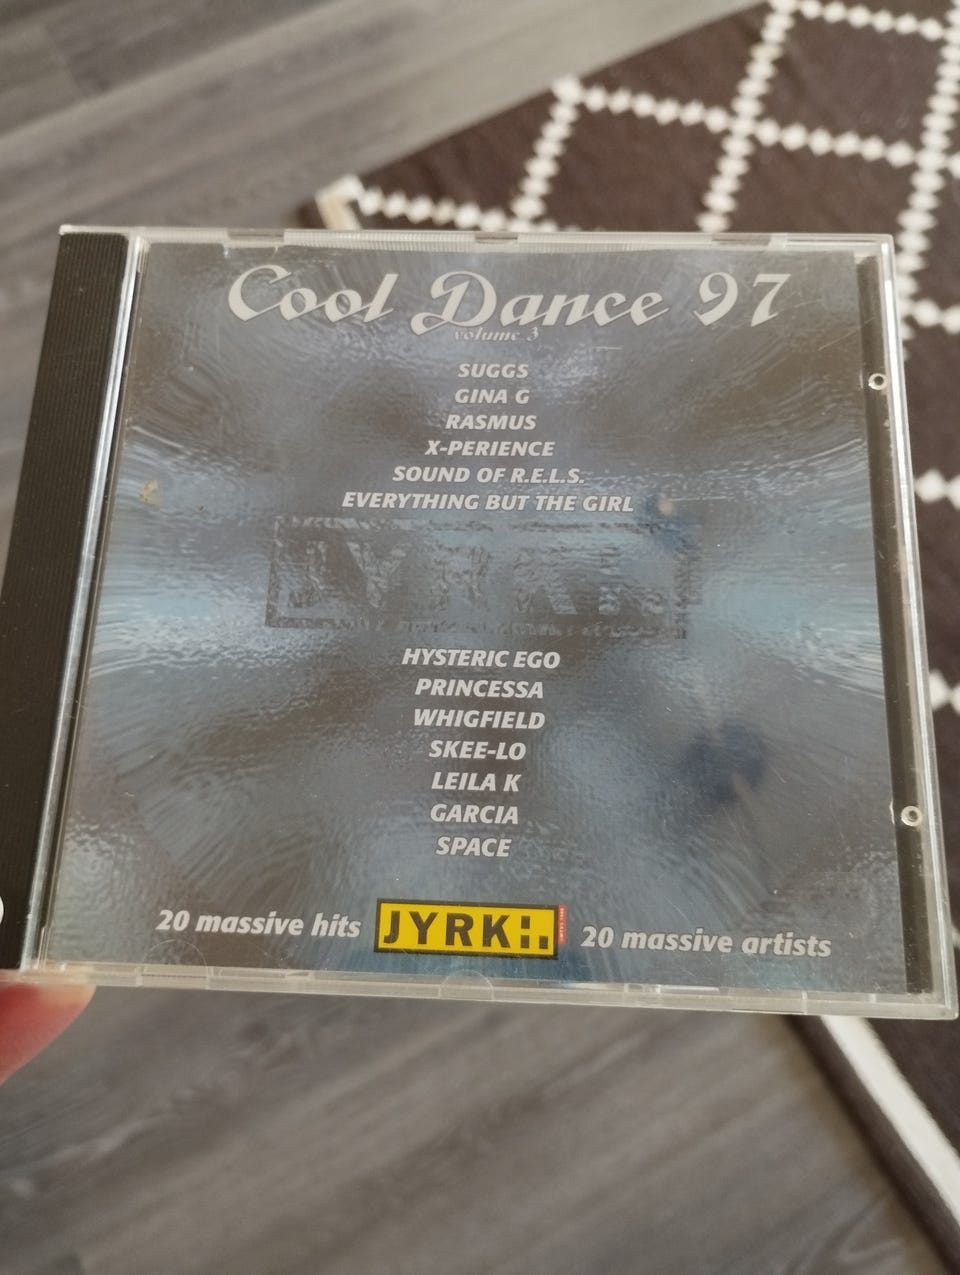 Cool Dance 97
volume 3
SUGGS
GINA G
RASMUS
X-PERIENCE
SOUND OF R.E.L.S.
EVERYTHING BUT THE GIRL
JYRKI
HYSTERIC EGO
PRINCESSA
WHIGFIELD
SKEE-LO
LEILA K
GARCIA
SPACE
20 massive hits JYRK:. 20 massive artists